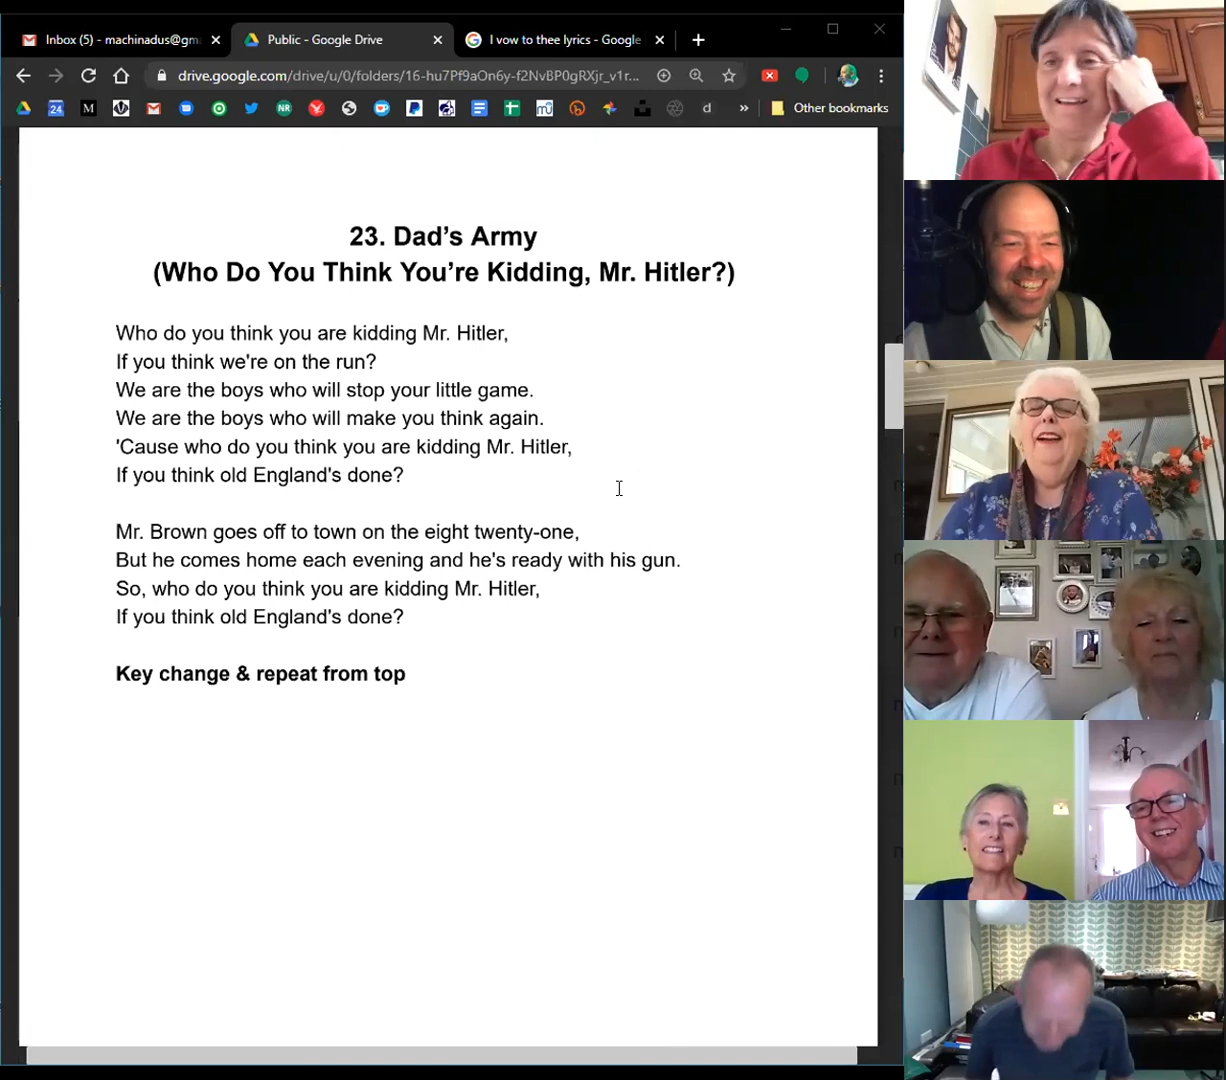 Inbox (5) - machinadus@gm
Public - Google Drive
I vow to thee lyrics - Google
drive.google.com/drive/u/0/folders/16-hu7Pf9aOn6y-f2NvBP0gRXjr_v1r...
24
M
NR
d
»
Other bookmarks
23. Dad’s Army
(Who Do You Think You’re Kidding, Mr. Hitler?)
Who do you think you are kidding Mr. Hitler,
If you think we're on the run?
We are the boys who will stop your little game.
We are the boys who will make you think again.
'Cause who do you think you are kidding Mr. Hitler,
If you think old England's done?
Mr. Brown goes off to town on the eight twenty-one,
But he comes home each evening and he's ready with his gun.
So, who do you think you are kidding Mr. Hitler,
If you think old England's done?
Key change & repeat from top